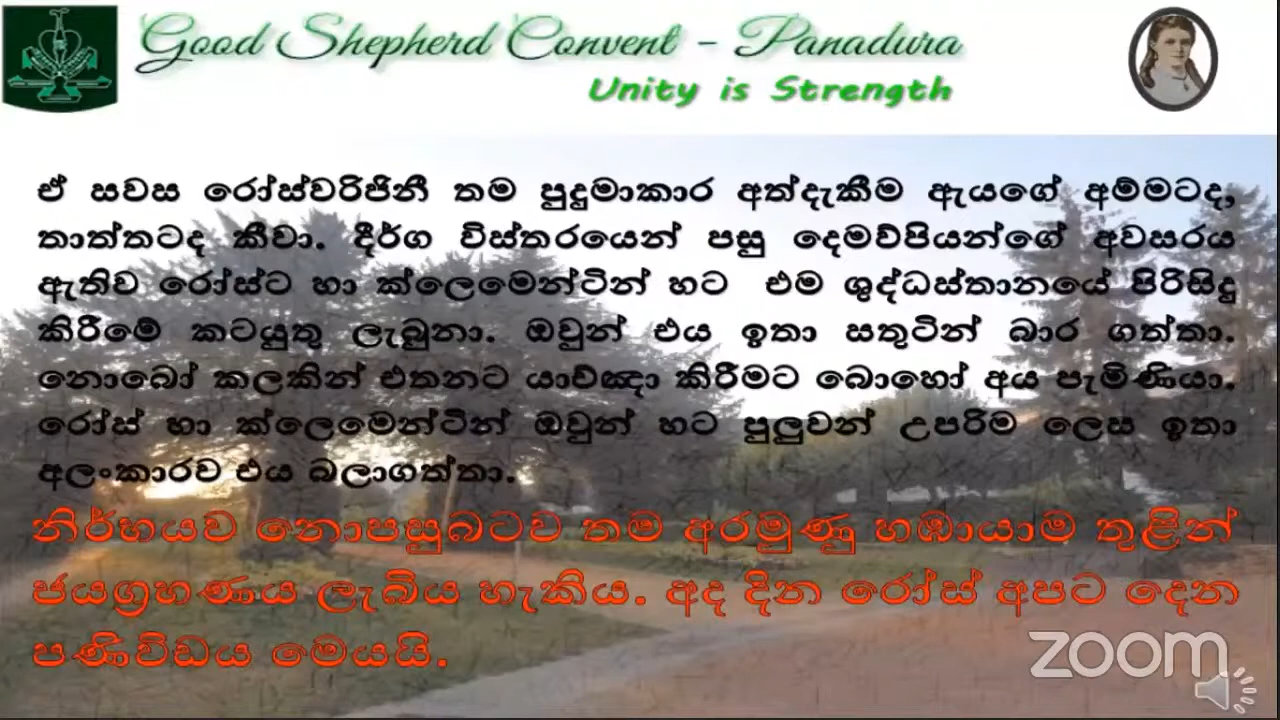 Good Shepherd Convent - Panadura
Unity is Strength
ඒ සවස රෝස්වර්ජිනී තම පුදුමාකාර අත්දැකීම ඇයගේ අම්මටද,
තාත්තටද කීවා. දීර්ග විස්තරයෙන් පසු දෙමව්පියන්ගේ අවසරය
ඇතිව රෝස්ට හා ක්ලෙමෙන්ටින් හට එම ශුද්ධස්තානයේ පිරිසිදු
කිරීමේ කටයුතු ලැබුනා. ඔවුන් එය ඉතා සතුටින් බාර ගත්තා.
නොබෝ කලකින් එතනට යාච්ඤා කිරීමට බොහෝ අය පැමිණියා.
රෝස් හා ක්ලෙමෙන්ටින් ඔවුන් හට පුලුවන් උපරිම ලෙස ඉතා
අලංකාරව එය බලාගත්තා.
නිර්භයව නොපසුබටව තම අරමුණු හඹායාම තුළින්
ජයග්‍රහණය ලැබිය හැකිය. අද දින රෝස් අපට දෙන
පණිවිඩය මෙයයි.
zoom